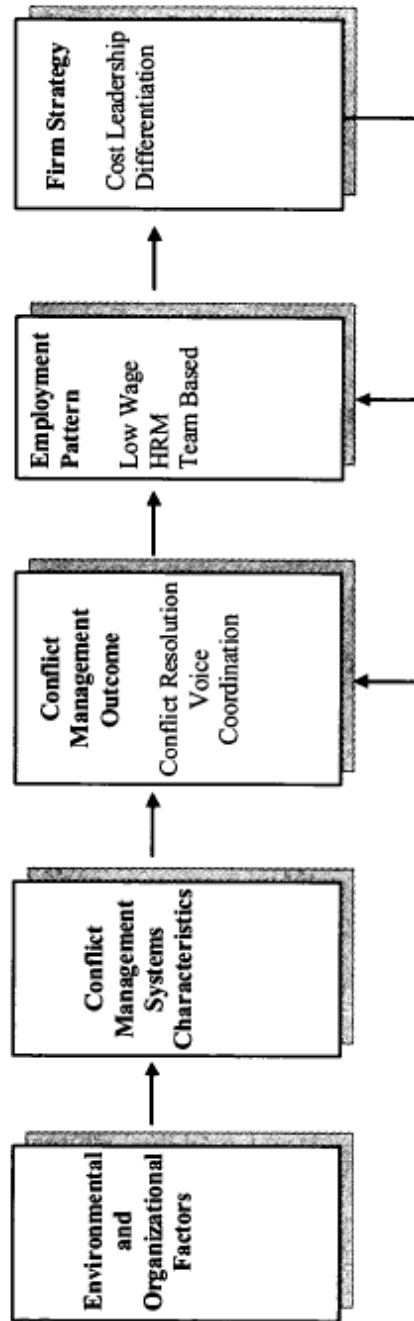 Environmental
and
Organizational
Factors
Conflict
Management
Systems
Characteristics
Conflict
Management
Outcome
Conflict Resolution
Voice
Coordination
Employment
Pattern
Low Wage
HRM
Team Based
Firm Strategy
Cost Leadership
Differentiation